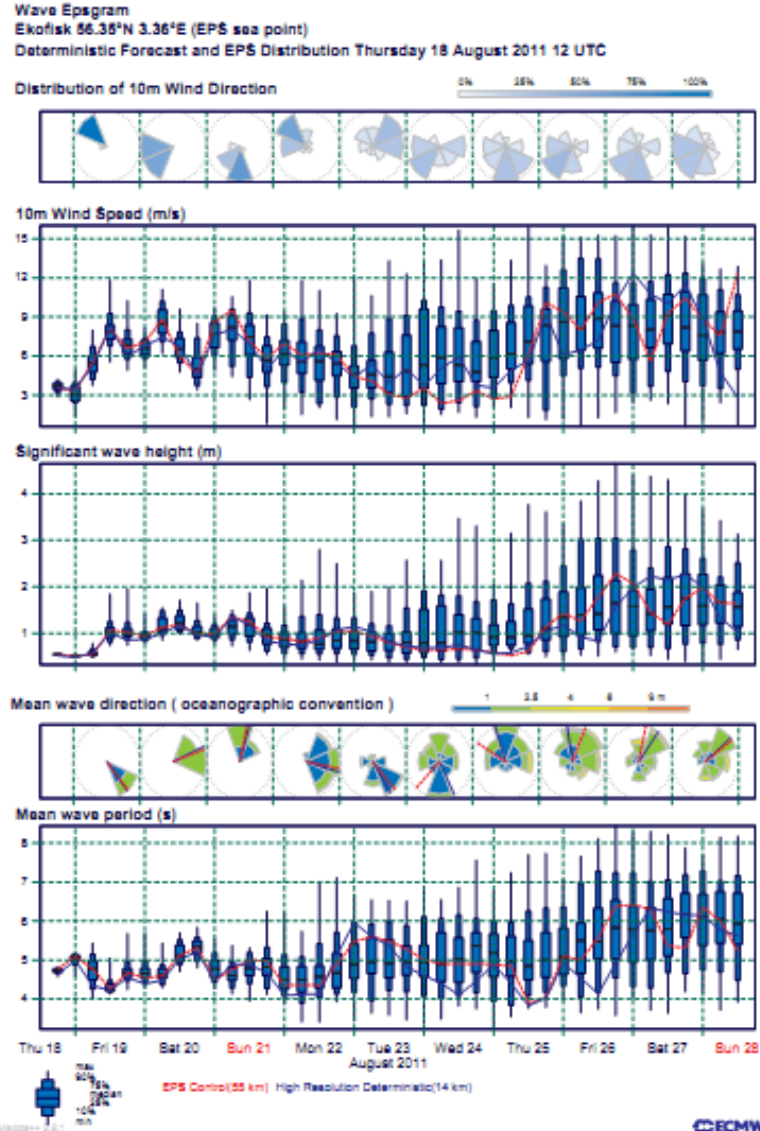 Wave Epsgram
Ekofisk 56.35°N 3.36°E (EPS sea point)
Deterministic Forecast and EPS Distribution Thursday 18 August 2011 12 UTC
Distribution of 10m Wind Direction
0% 25% 50% 75% 100%
10m Wind Speed (m/s)
15
12
9
6
3
Significant wave height (m)
4
3
2
1
Mean wave direction ( oceanographic convention )
1 2.5 4 6 9 m
Mean wave period (s)
8
7
6
5
4
Thu 18 Fri 19 Sat 20 Sun 21 Mon 22 Tue 23 Wed 24 Thu 25 Fri 26 Sat 27 Sun 28
August 2011
max
90%
75%
median
25%
10%
min
EPS Control(55 km) High Resolution Deterministic(14 km)
ECMW